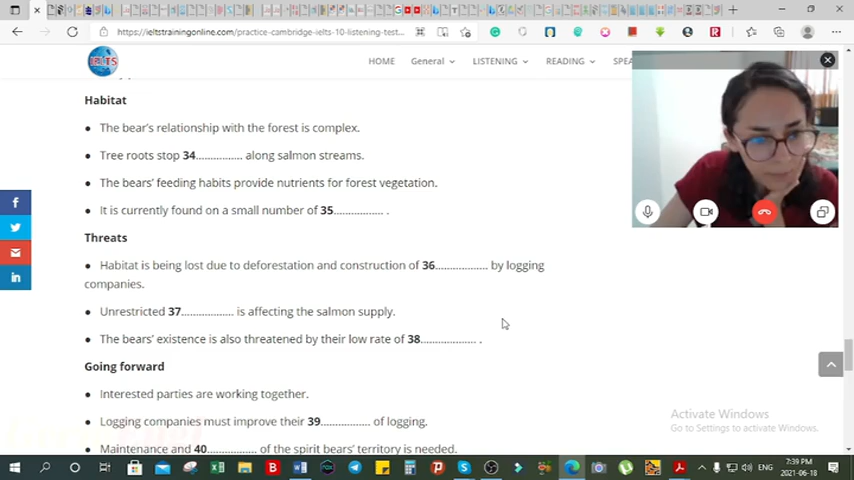 https://ieltstrainingonline.com/practice-cambridge-ielts-10-listening-test...
IELTS
HOME
General
LISTENING
READING
Habitat
● The bear's relationship with the forest is complex.
● Tree roots stop 34............... along salmon streams.
● The bears' feeding habits provide nutrients for forest vegetation.
● It is currently found on a small number of 35................ .
Threats
● Habitat is being lost due to deforestation and construction of 36................. by logging
companies.
● Unrestricted 37................. is affecting the salmon supply.
● The bears' existence is also threatened by their low rate of 38.................. .
Going forward
● Interested parties are working together.
● Logging companies must improve their 39................ of logging.
● Maintenance and 40................ of the spirit bears' territory is needed.
Activate Windows
Go to Settings to activate Windows.
ENG
7:39 PM
2021-06-18